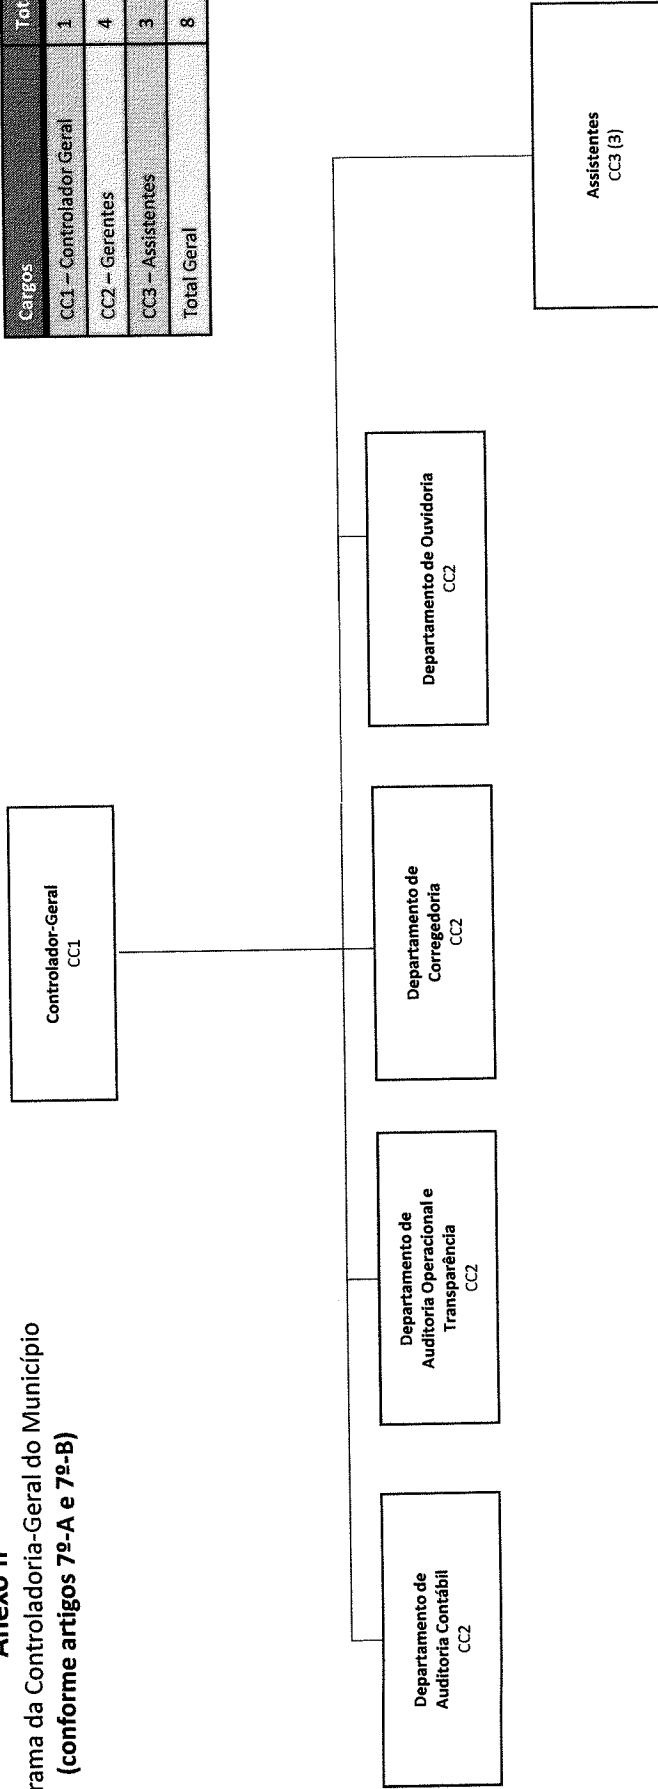 Anexo II
rama da Controladoria-Geral do Município
(conforme artigos 7º-A e 7º-B)
Cargos Tot
CC1 – Controlador Geral 1
CC2 – Gerentes 4
CC3 – Assistentes 3
Total Geral 8
Controlador-Geral
CC1
Departamento de
Auditoria Contábil
CC2
Departamento de
Auditoria Operacional e
Transparência
CC2
Departamento de
Corregedoria
CC2
Departamento de Ouvidoria
CC2
Assistentes
CC3 (3)